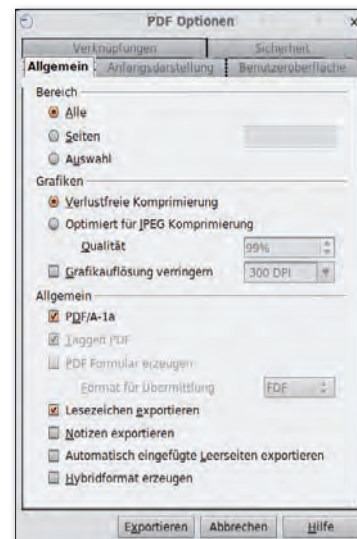 PDF Optionen
Verknüpfungen Sicherheit
Allgemein Anfangsdarstellung Benutzeroberfläche
Bereich
Alle
Seiten
Auswahl
Grafiken
Verlustfreie Komprimierung
Optimiert für JPEG Komprimierung
Qualität 99%
Grafikauflösung verringern 300 DPI
Allgemein
PDF/A-1a
Tagged PDF
PDF Formular erzeugen
Format für Übermittlung FDF
Lesezeichen exportieren
Notizen exportieren
Automatisch eingefügte Leerseiten exportieren
Hybridformat erzeugen
Exportieren Abbrechen Hilfe